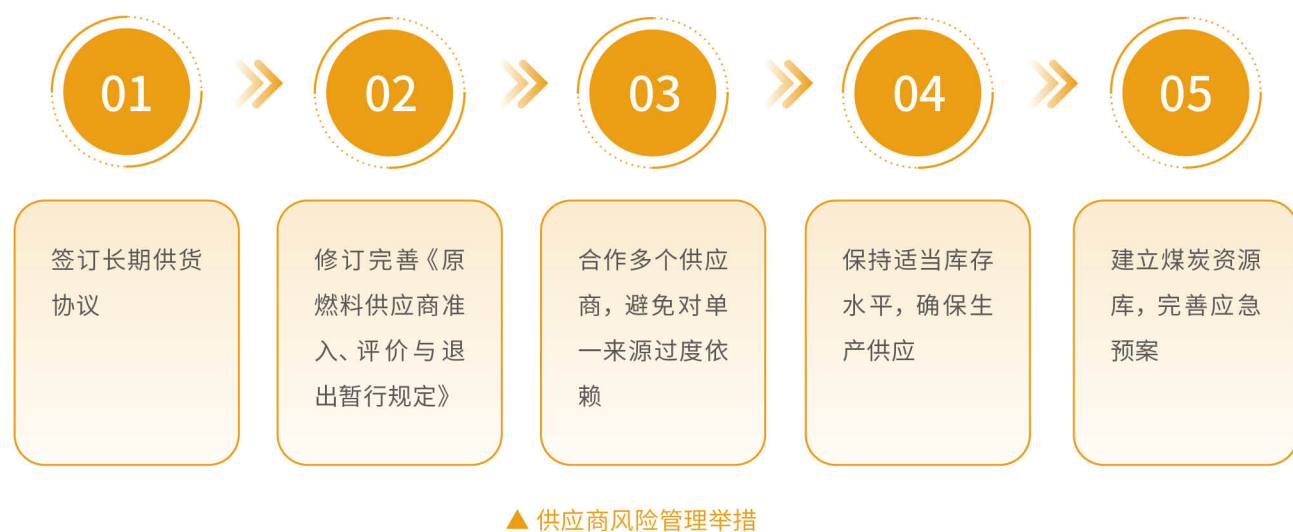 01
02
03
04
05
签订长期供货
协议
修订完善《原
燃料供应商准
入、评价与退
出暂行规定》
合作多个供应
商，避免对单
一来源过度依
赖
保持适当库存
水平，确保生
产供应
建立煤炭资源
库，完善应急
预案
▲ 供应商风险管理举措